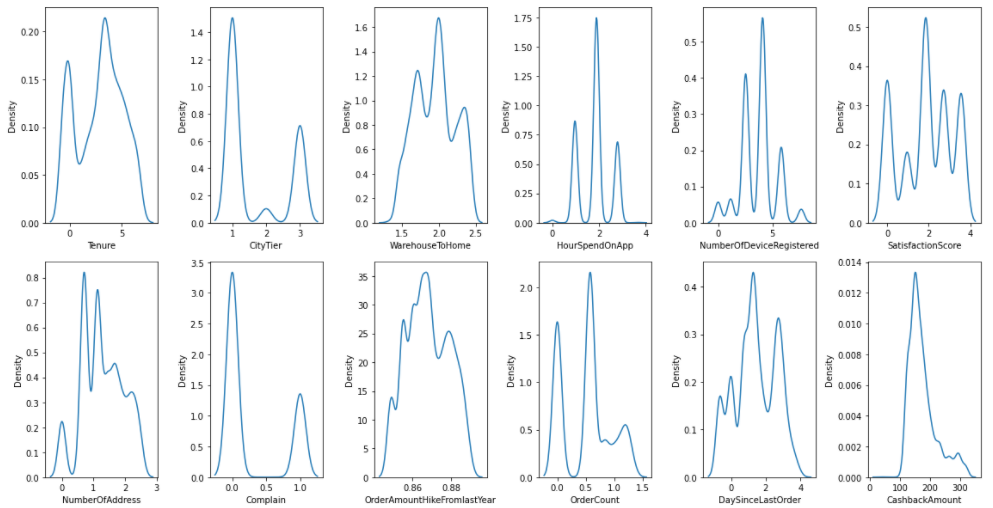 0.20
0.15
0.10
0.05
0.00
Density
0 5
Tenure
1.4
1.2
1.0
0.8
0.6
0.4
0.2
0.0
Density
1 2 3
CityTier
1.6
1.4
1.2
1.0
0.8
0.6
0.4
0.2
0.0
Density
1.5 2.0 2.5
WarehouseToHome
1.75
1.50
1.25
1.00
0.75
0.50
0.25
0.00
Density
0 2 4
HourSpendOnApp
0.5
0.4
0.3
0.2
0.1
0.0
Density
0 5
NumberOfDeviceRegistered
0.5
0.4
0.3
0.2
0.1
0.0
Density
0 2 4
SatisfactionScore
0.8
0.7
0.6
0.5
0.4
0.3
0.2
0.1
0.0
Density
0 1 2 3
NumberOfAddress
3.5
3.0
2.5
2.0
1.5
1.0
0.5
0.0
Density
0.0 0.5 1.0
Complain
35
30
25
20
15
10
5
0
Density
0.86 0.88
OrderAmountHikeFromlastYear
2.0
1.5
1.0
0.5
0.0
Density
0.0 0.5 1.0 1.5
OrderCount
0.4
0.3
0.2
0.1
0.0
Density
0 2 4
DaySinceLastOrder
0.014
0.012
0.010
0.008
0.006
0.004
0.002
0.000
Density
0 100 200 300
CashbackAmount